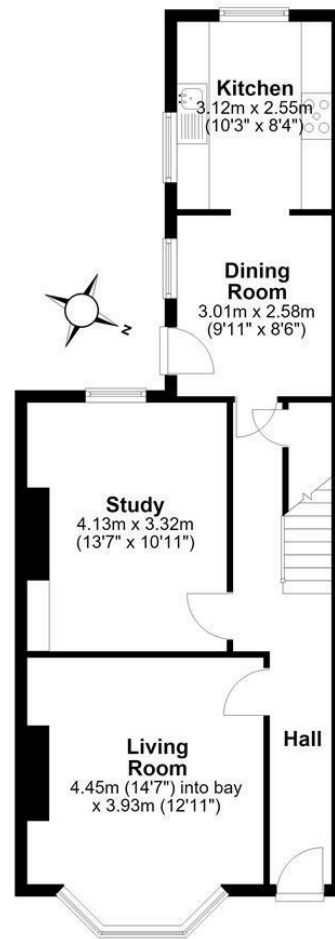 Kitchen
3.12m x 2.55m
(10'3" x 8'4")
Dining
Room
3.01m x 2.58m
(9'11" x 8'6")
N
Study
4.13m x 3.32m
(13'7" x 10'11")
Living
Room
4.45m (14'7") into bay
x 3.93m (12'11")
Hall